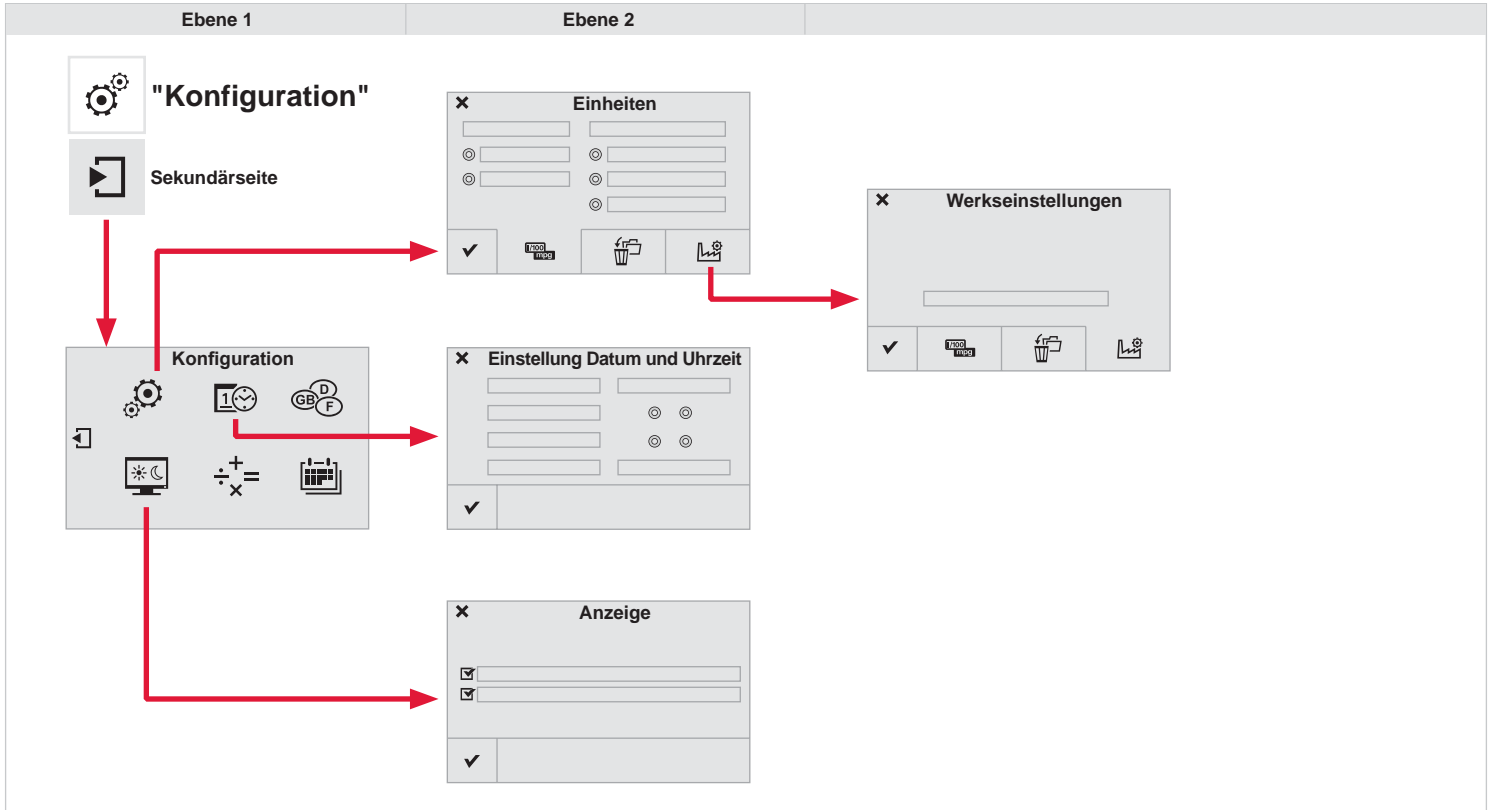 Ebene 1
Ebene 2
"Konfiguration"
Sekundärseite
Einheiten
l/100
mpg
Werkseinstellungen
l/100
mpg
Konfiguration
1
GB D F
Einstellung Datum und Uhrzeit
Anzeige